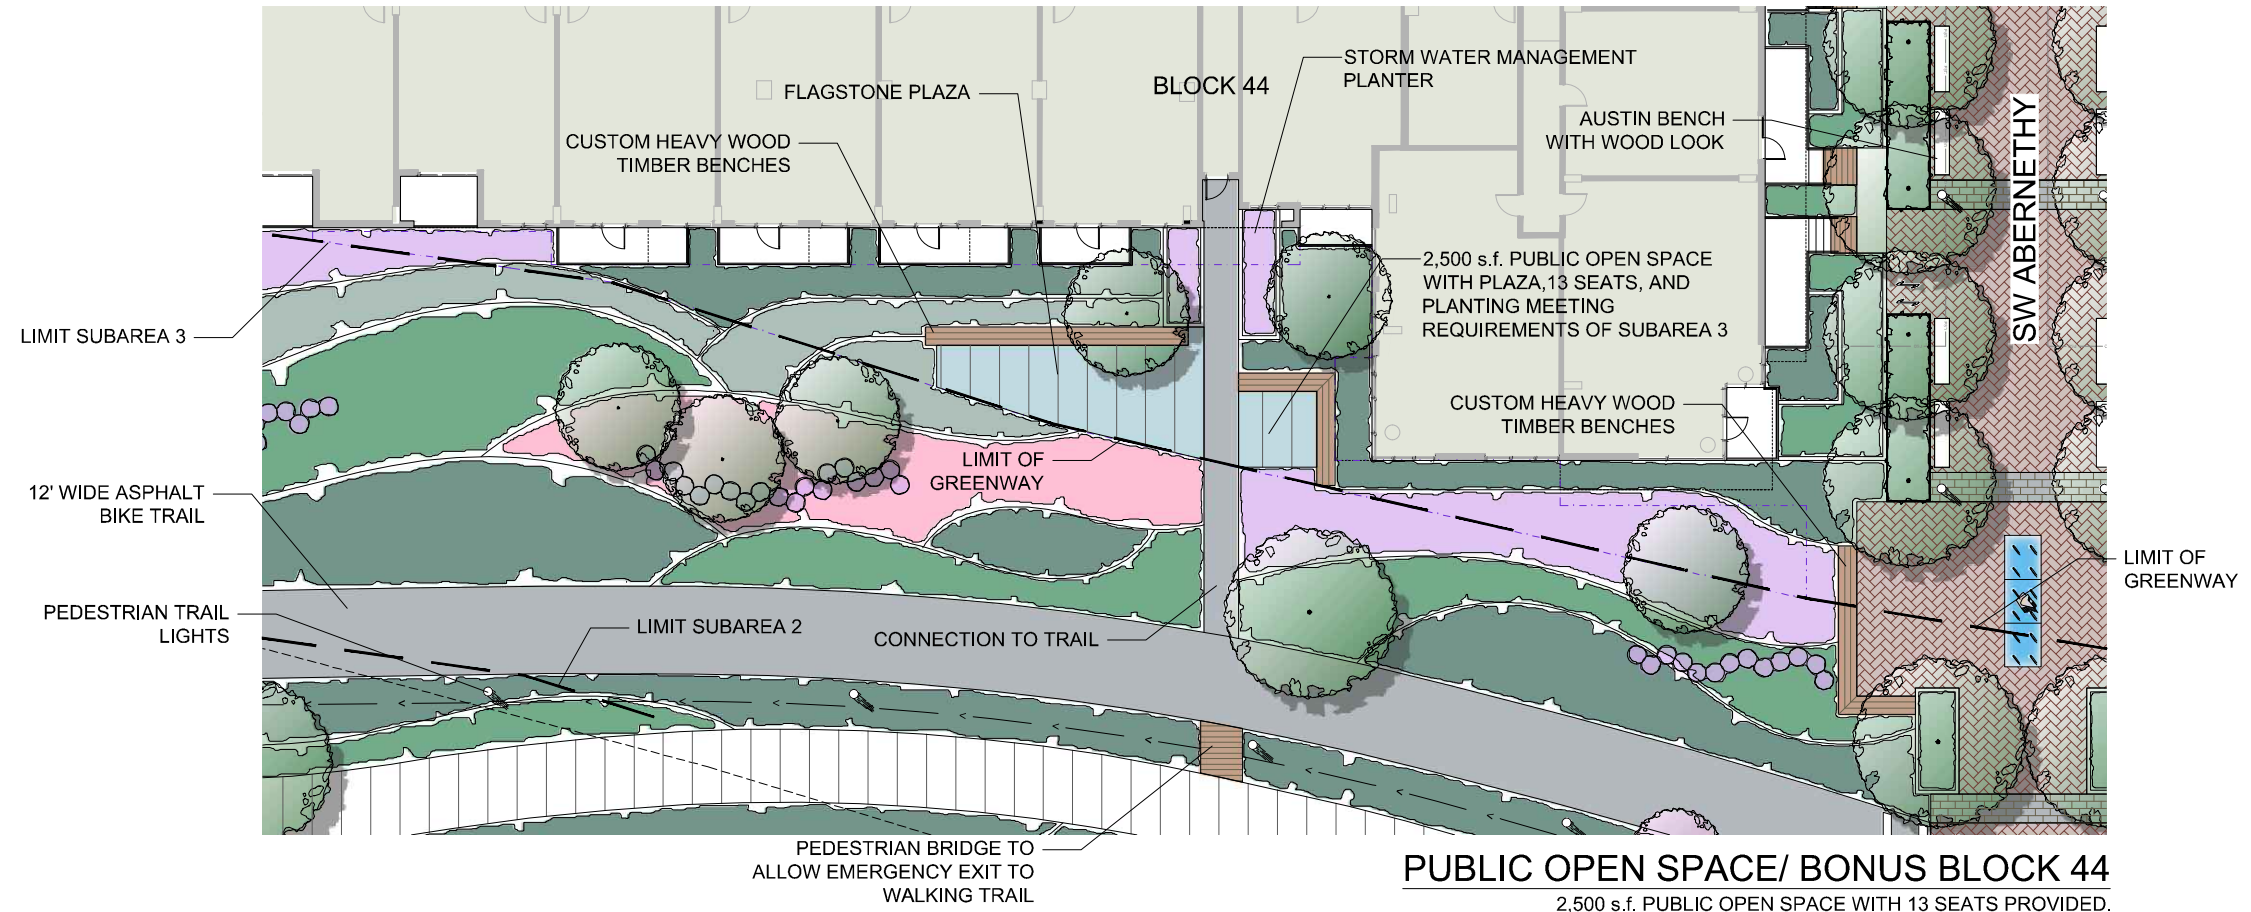 STORM WATER MANAGEMENT
PLANTER
BLOCK 44
FLAGSTONE PLAZA
AUSTIN BENCH
WITH WOOD LOOK
CUSTOM HEAVY WOOD
TIMBER BENCHES
SW ABERNETHY
2,500 s.f. PUBLIC OPEN SPACE
WITH PLAZA,13 SEATS, AND
PLANTING MEETING
REQUIREMENTS OF SUBAREA 3
LIMIT SUBAREA 3
CUSTOM HEAVY WOOD
TIMBER BENCHES
LIMIT OF
GREENWAY
12' WIDE ASPHALT
BIKE TRAIL
LIMIT OF
GREENWAY
PEDESTRIAN TRAIL
LIGHTS
LIMIT SUBAREA 2
CONNECTION TO TRAIL
PEDESTRIAN BRIDGE TO
ALLOW EMERGENCY EXIT TO
WALKING TRAIL
PUBLIC OPEN SPACE/ BONUS BLOCK 44
2,500 s.f. PUBLIC OPEN SPACE WITH 13 SEATS PROVIDED.